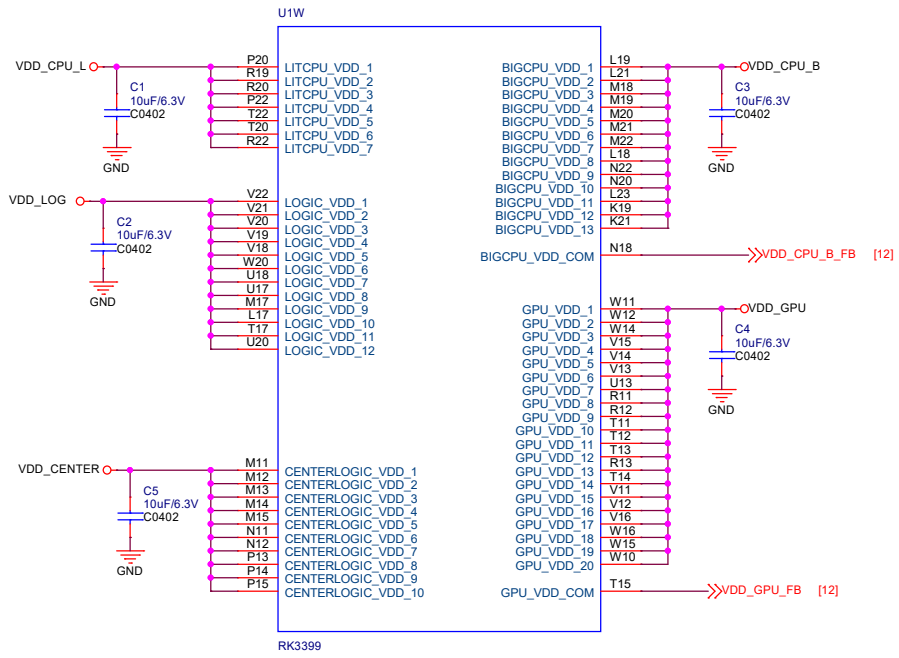 U1W
VDD_CPU_L
C1
10uF/6.3V
C0402
GND
P20 LITCPU_VDD_1
R19 LITCPU_VDD_2
R20 LITCPU_VDD_3
P22 LITCPU_VDD_4
T22 LITCPU_VDD_5
T20 LITCPU_VDD_6
R22 LITCPU_VDD_7
VDD_LOG
C2
10uF/6.3V
C0402
GND
V22 LOGIC_VDD_1
V21 LOGIC_VDD_2
V20 LOGIC_VDD_3
V19 LOGIC_VDD_4
V18 LOGIC_VDD_5
W20 LOGIC_VDD_6
U18 LOGIC_VDD_7
U17 LOGIC_VDD_8
M17 LOGIC_VDD_9
L17 LOGIC_VDD_10
T17 LOGIC_VDD_11
U20 LOGIC_VDD_12
VDD_CENTER
C5
10uF/6.3V
C0402
GND
M11 CENTERLOGIC_VDD_1
M12 CENTERLOGIC_VDD_2
M13 CENTERLOGIC_VDD_3
M14 CENTERLOGIC_VDD_4
M15 CENTERLOGIC_VDD_5
N11 CENTERLOGIC_VDD_6
N12 CENTERLOGIC_VDD_7
P13 CENTERLOGIC_VDD_8
P14 CENTERLOGIC_VDD_9
P15 CENTERLOGIC_VDD_10
BIGCPU_VDD_1 L19
BIGCPU_VDD_2 L21
BIGCPU_VDD_3 M18
BIGCPU_VDD_4 M19
BIGCPU_VDD_5 M20
BIGCPU_VDD_6 M21
BIGCPU_VDD_7 M22
BIGCPU_VDD_8 L18
BIGCPU_VDD_9 N22
BIGCPU_VDD_10 N20
BIGCPU_VDD_11 L23
BIGCPU_VDD_12 K19
BIGCPU_VDD_13 K21
VDD_CPU_B
C3
10uF/6.3V
C0402
GND
BIGCPU_VDD_COM N18 VDD_CPU_B_FB [12]
GPU_VDD_1 W11
GPU_VDD_2 W12
GPU_VDD_3 W14
GPU_VDD_4 V15
GPU_VDD_5 V14
GPU_VDD_6 V13
GPU_VDD_7 U13
GPU_VDD_8 R11
GPU_VDD_9 R12
GPU_VDD_10 T11
GPU_VDD_11 T12
GPU_VDD_12 T13
GPU_VDD_13 R13
GPU_VDD_14 T14
GPU_VDD_15 V11
GPU_VDD_16 V12
GPU_VDD_17 V16
GPU_VDD_18 W16
GPU_VDD_19 W15
GPU_VDD_20 W10
VDD_GPU
C4
10uF/6.3V
C0402
GND
GPU_VDD_COM T15 VDD_GPU_FB [12]
RK3399